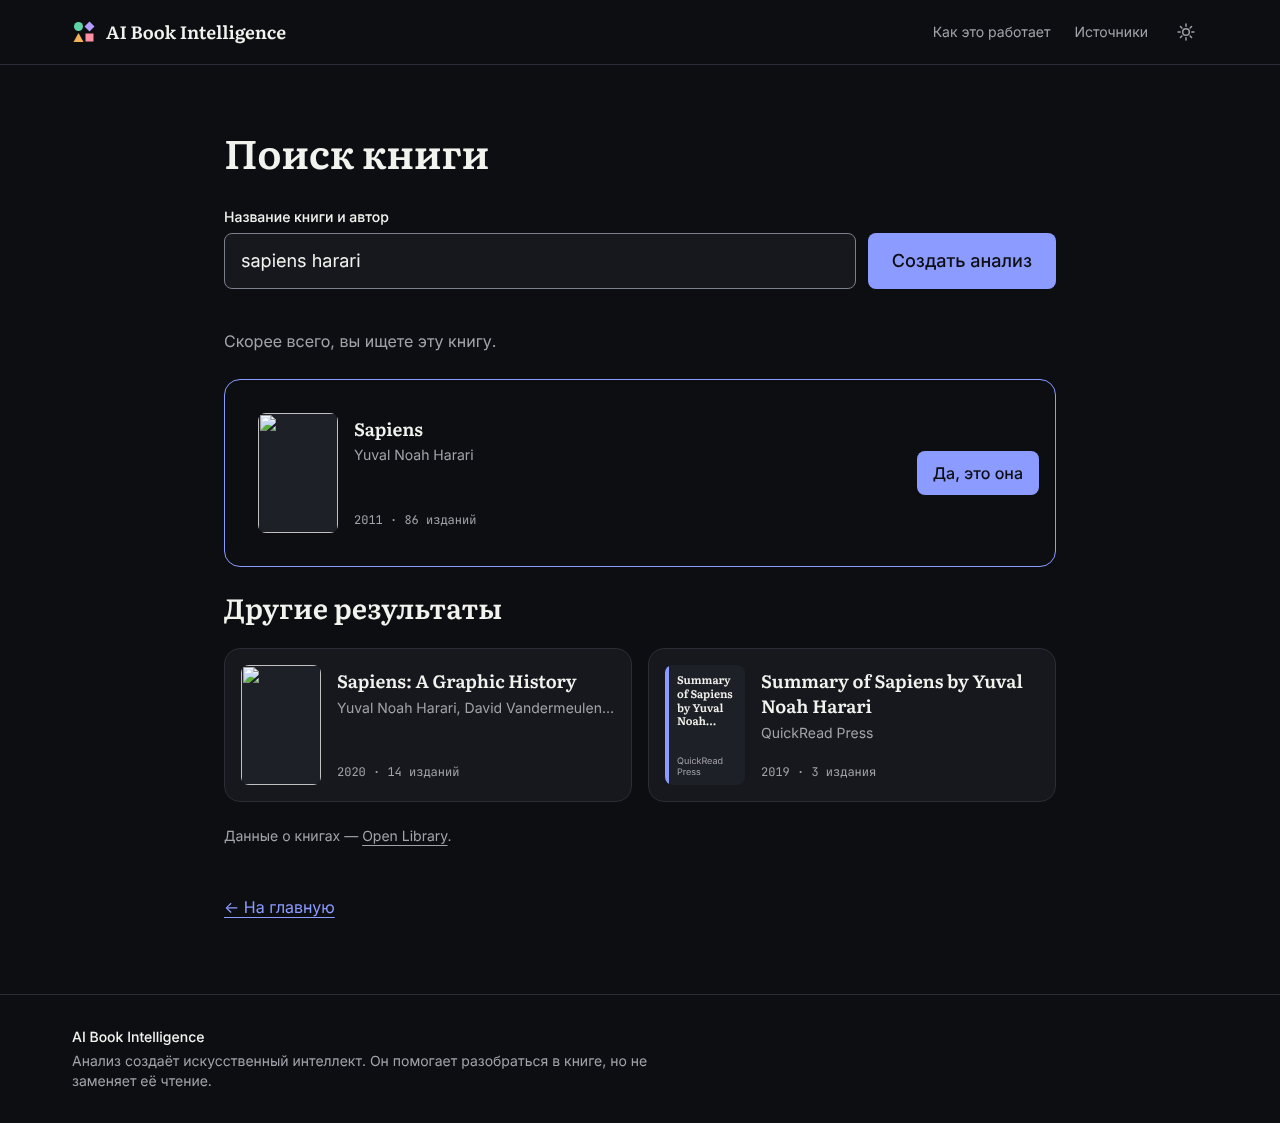 AI Book Intelligence
Как это работает
Источники
Поиск книги
Название книги и автор
sapiens harari
Создать анализ
Скорее всего, вы ищете эту книгу.
Sapiens
Yuval Noah Harari
2011 · 86 изданий
Да, это она
Другие результаты
Sapiens: A Graphic History
Yuval Noah Harari, David Vandermeulen...
2020 · 14 изданий
Summary
of Sapiens
by Yuval
Noah...
QuickRead
Press
Summary of Sapiens by Yuval
Noah Harari
QuickRead Press
2019 · 3 издания
Данные о книгах — Open Library.
← На главную
AI Book Intelligence
Анализ создаёт искусственный интеллект. Он помогает разобраться в книге, но не
заменяет её чтение.